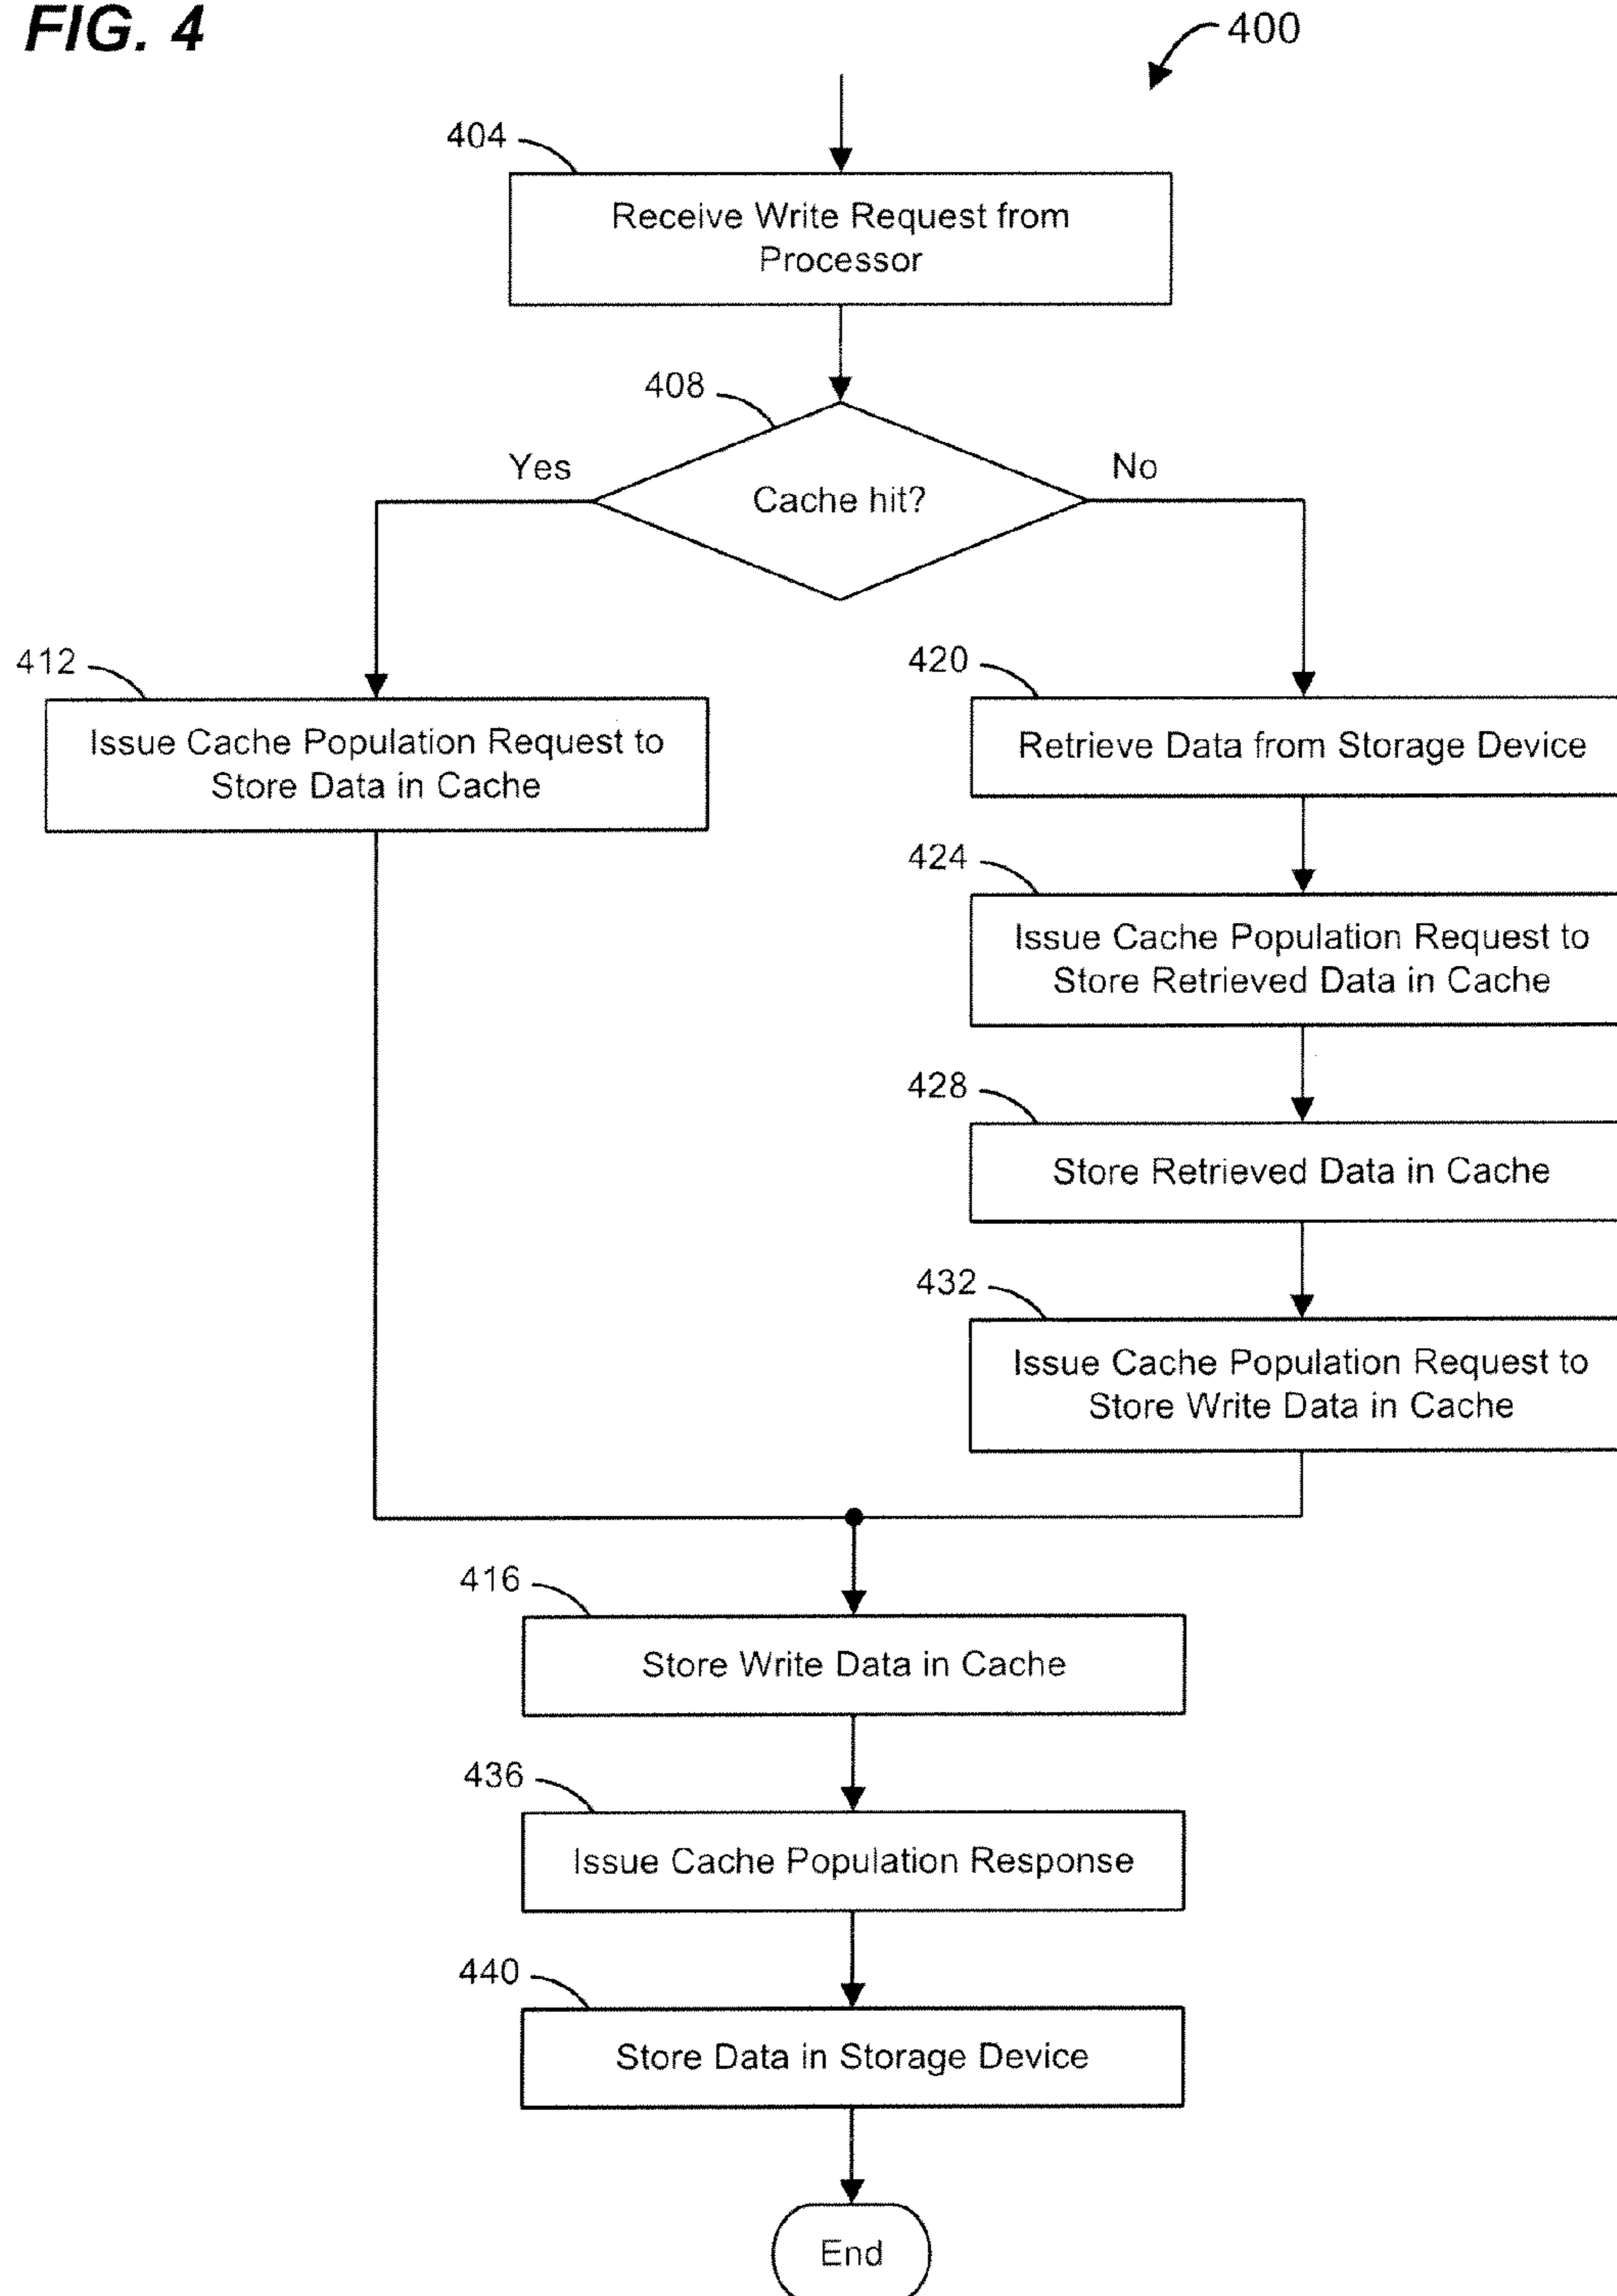 FIG. 4
400
404
Receive Write Request from
Processor
408
Yes
No
Cache hit?
412
Issue Cache Population Request to
Store Data in Cache
420
Retrieve Data from Storage Device
424
Issue Cache Population Request to
Store Retrieved Data in Cache
428
Store Retrieved Data in Cache
432
Issue Cache Population Request to
Store Write Data in Cache
416
Store Write Data in Cache
436
Issue Cache Population Response
440
Store Data in Storage Device
End